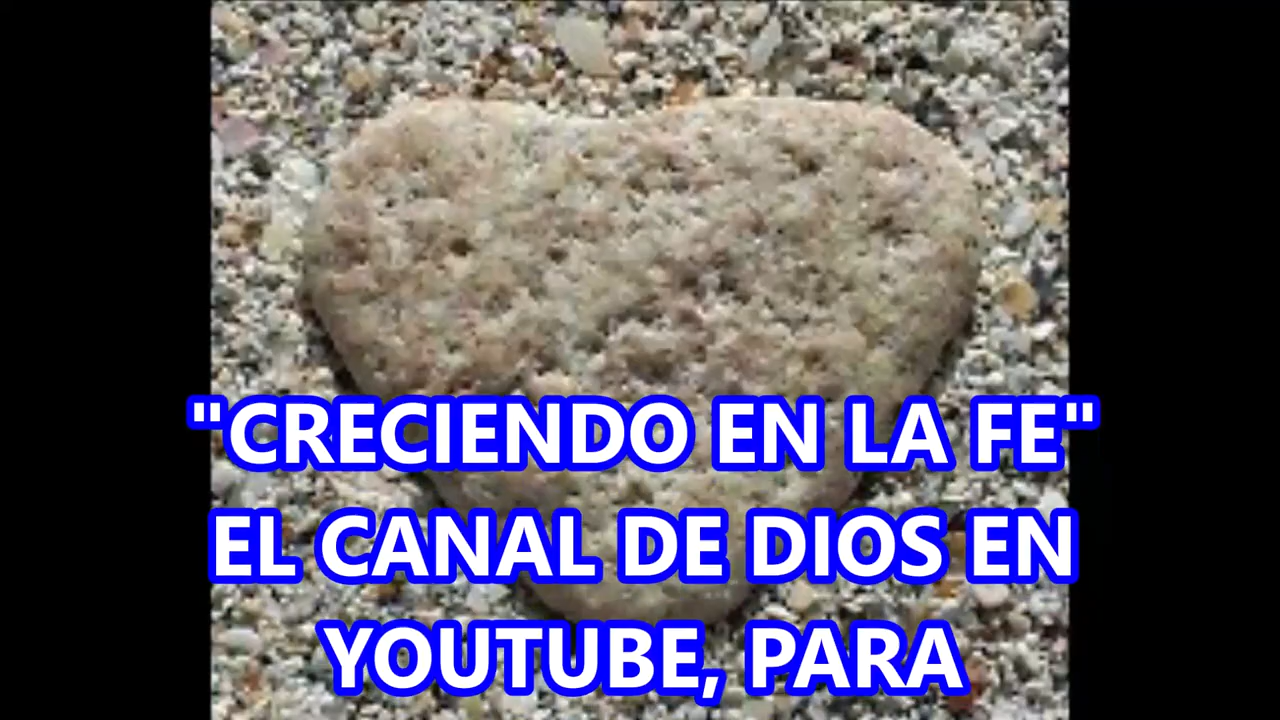 "CRECIENDO EN LA FE"
EL CANAL DE DIOS EN
YOUTUBE, PARA